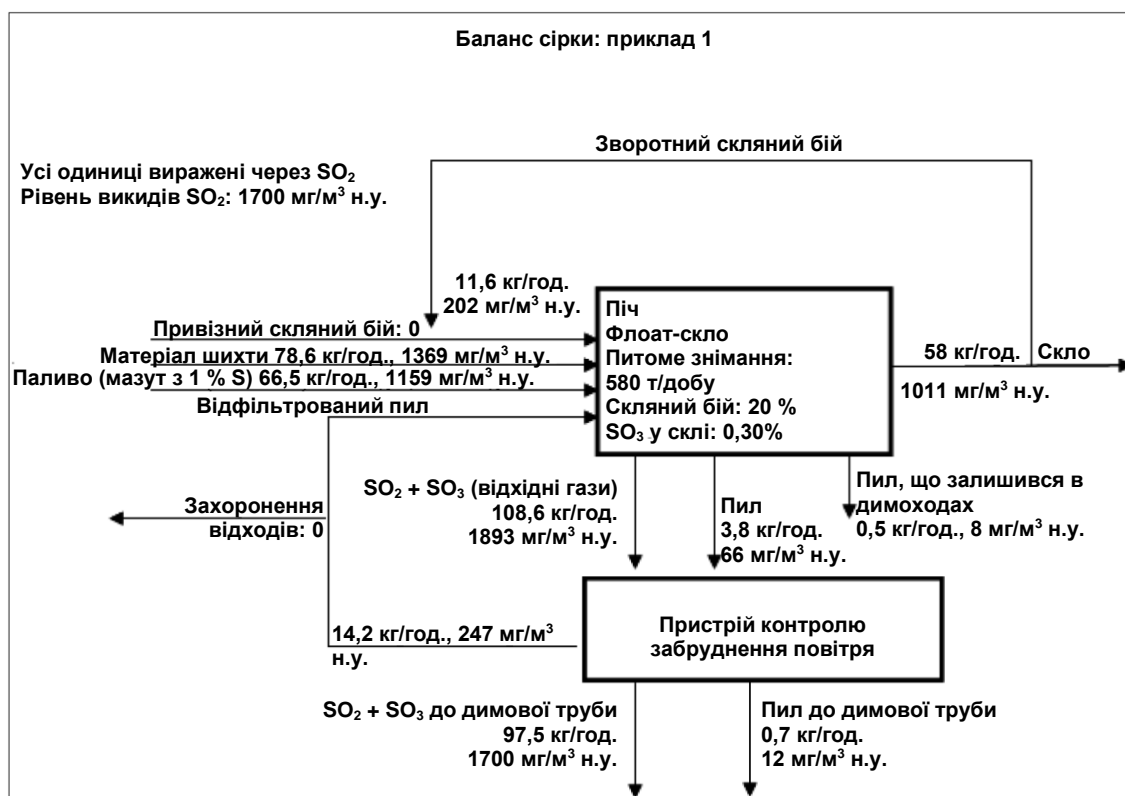 Баланс сірки: приклад 1
Зворотний скляний бій
Усі одиниці виражені через SO₂
Рівень викидів SO₂: 1700 мг/м³ н.у.
11,6 кг/год.
202 мг/м³ н.у.
Привізний скляний бій: 0
Матеріал шихти 78,6 кг/год., 1369 мг/м³ н.у.
Паливо (мазут з 1 % S) 66,5 кг/год., 1159 мг/м³ н.у.
Відфільтрований пил
Піч
Флоат-скло
Питоме знімання:
580 т/добу
Скляний бій: 20 %
SO₃ у склі: 0,30%
58 кг/год. Скло
1011 мг/м³ н.у.
Захоронення
відходів: 0
SO₂ + SO₃ (відхідні гази)
108,6 кг/год.
1893 мг/м³ н.у.
Пил
3,8 кг/год.
66 мг/м³ н.у.
Пил, що залишився в
димоходах
0,5 кг/год., 8 мг/м³ н.у.
14,2 кг/год., 247 мг/м³
н.у.
Пристрій контролю
забруднення повітря
SO₂ + SO₃ до димової труби
97,5 кг/год.
1700 мг/м³ н.у.
Пил до димової труби
0,7 кг/год.
12 мг/м³ н.у.